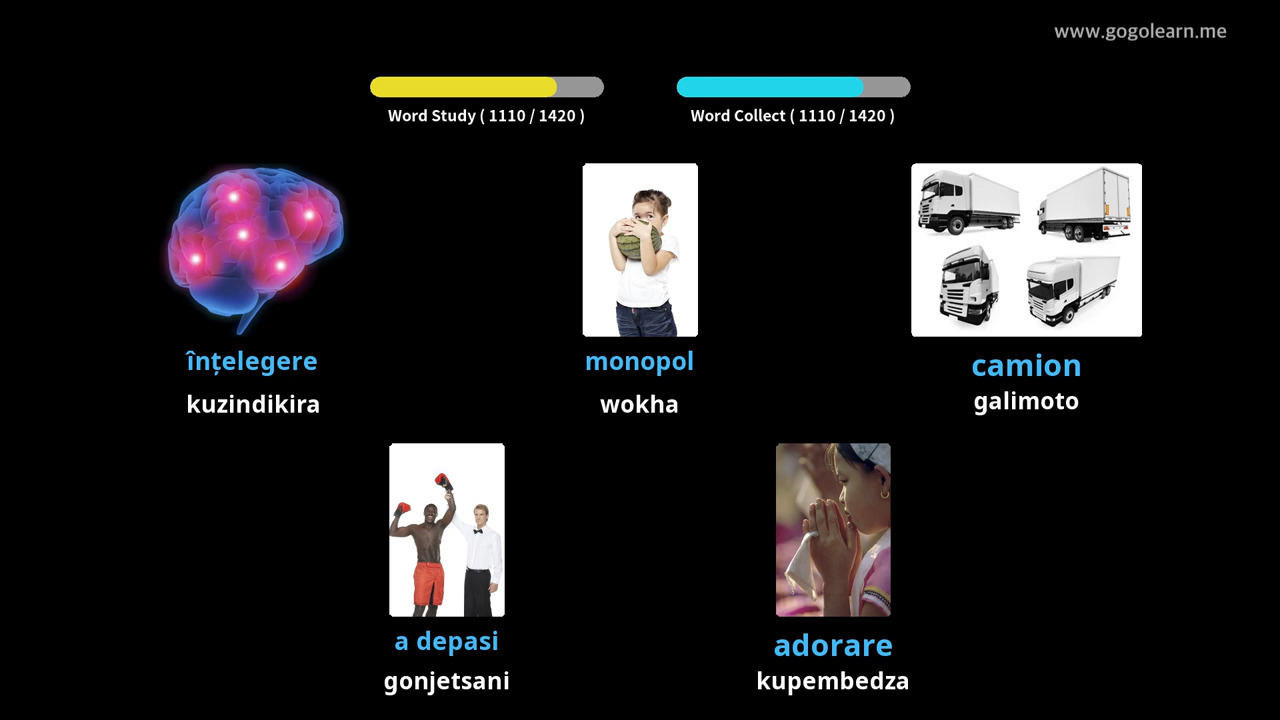 www.gogolearn.me
Word Study ( 1110 / 1420 )
Word Collect ( 1110 / 1420 )
înțelegere
kuzindikira
monopol
wokha
camion
galimoto
a depasi
gonjetsani
adorare
kupembedza